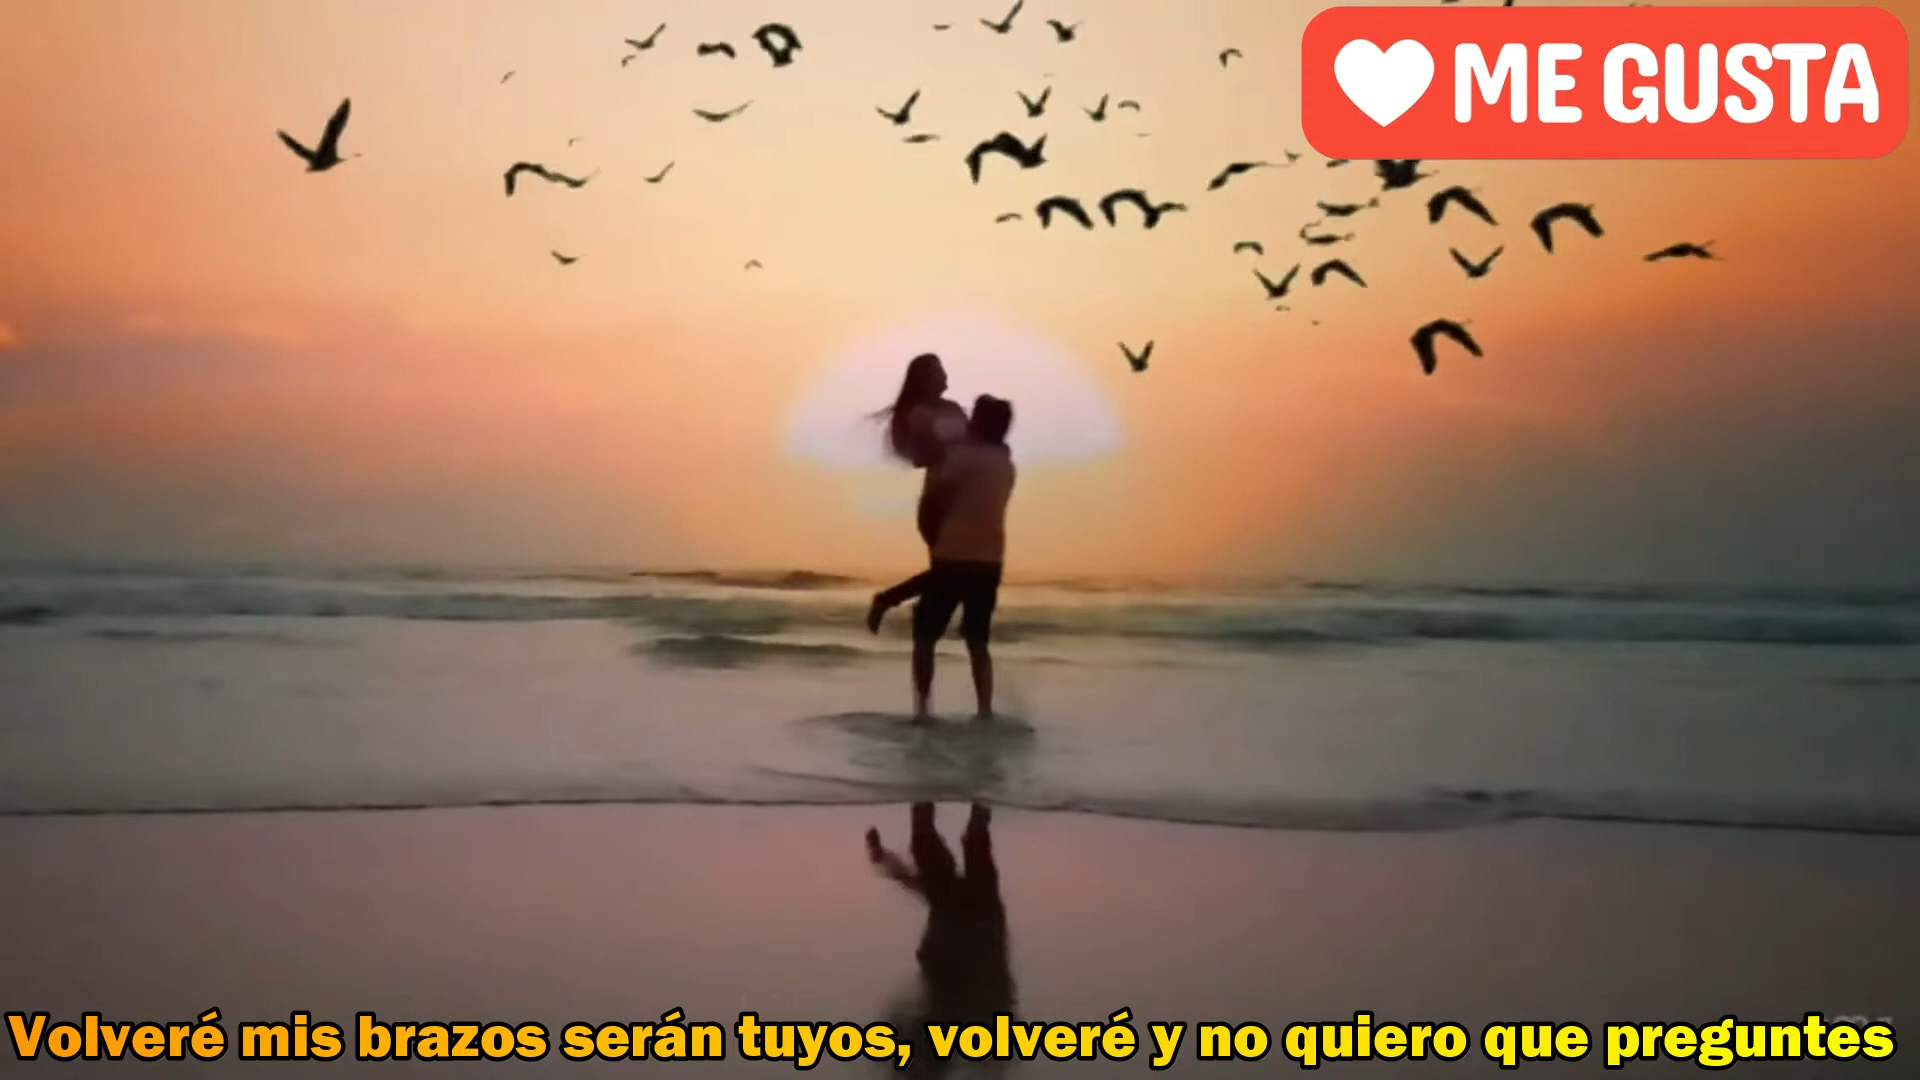 ME GUSTA
Volveré mis brazos serán tuyos, volveré y no quiero que preguntes